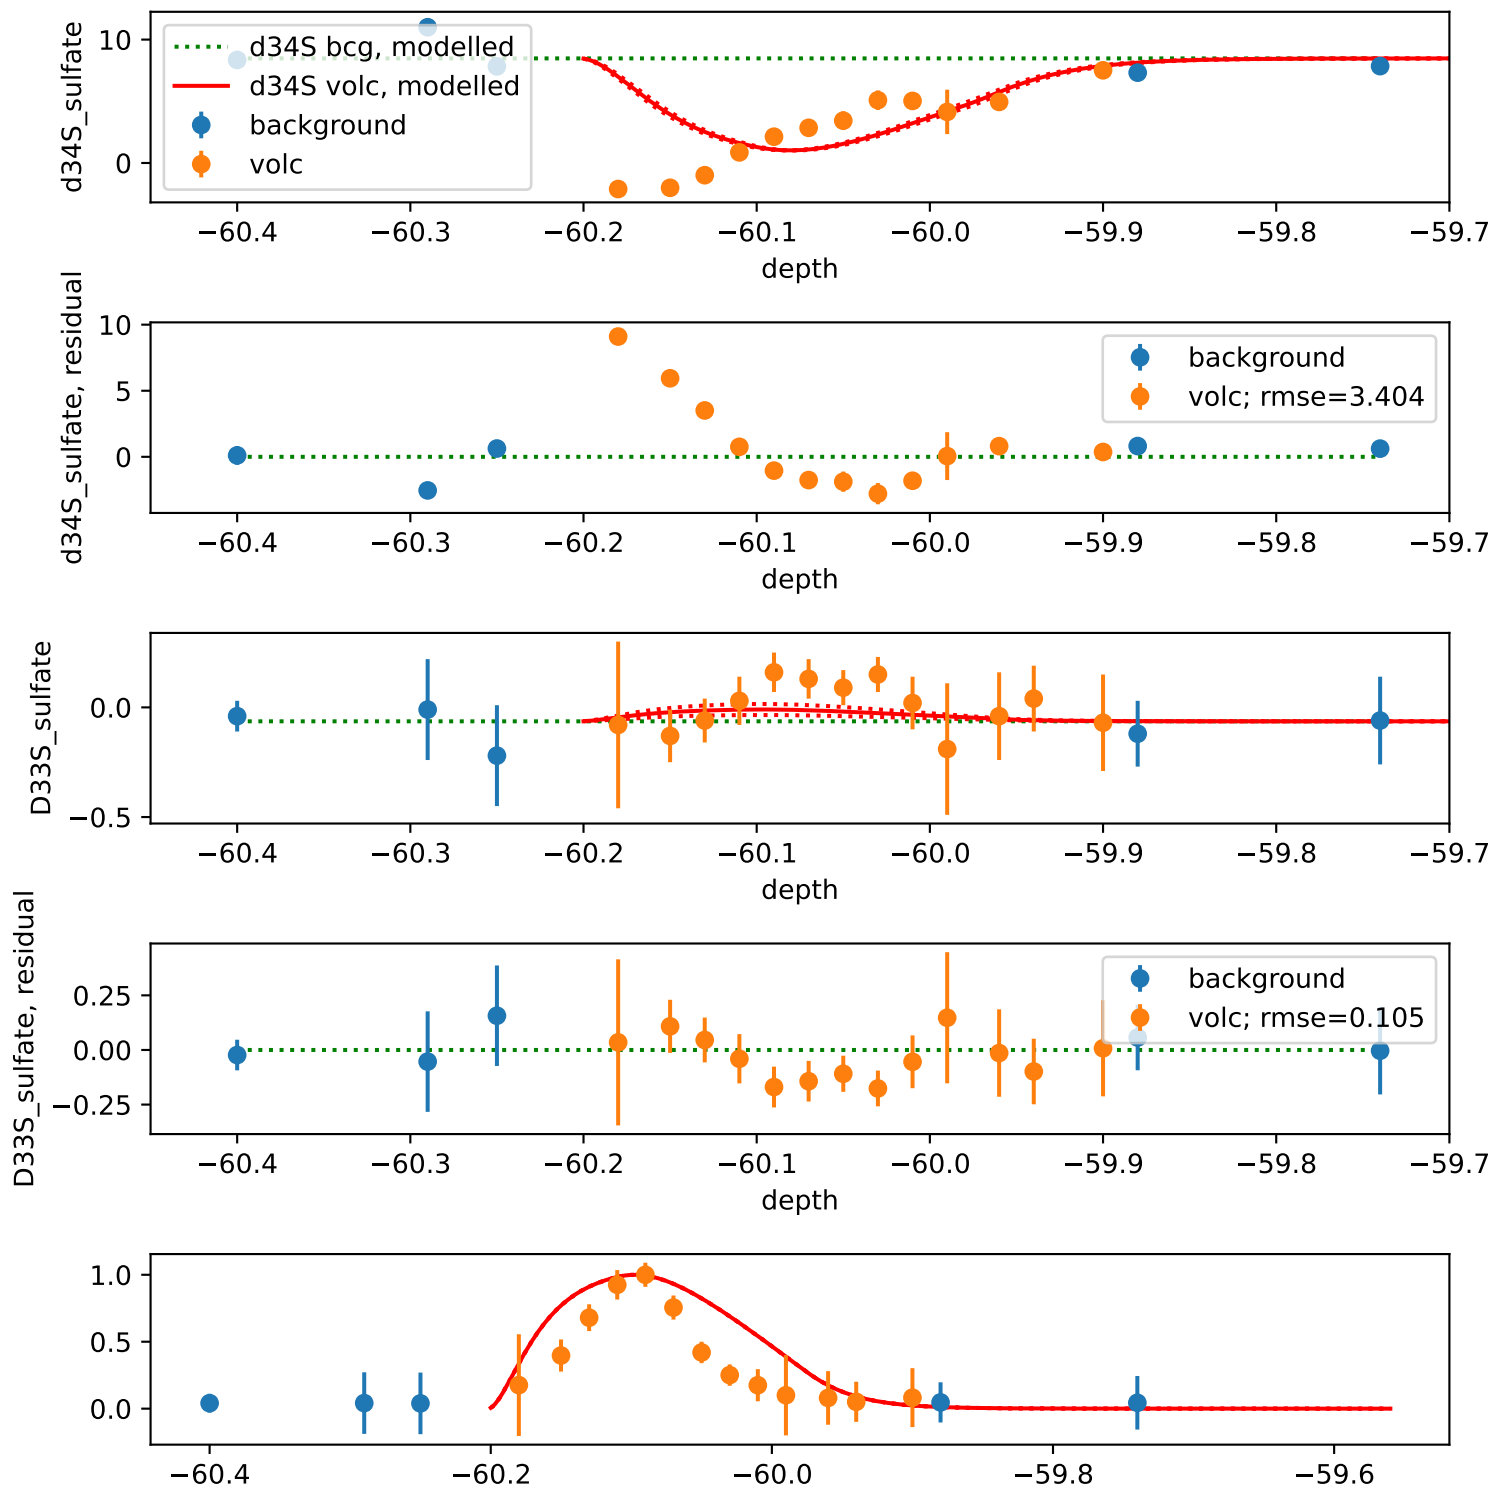 d34S_sulfate
10
0
d34S bcg, modelled
d34S volc, modelled
background
volc
−60.4 −60.3 −60.2 −60.1 −60.0 −59.9 −59.8 −59.7
depth
d34S_sulfate, residual
10
5
0
background
volc; rmse=3.404
−60.4 −60.3 −60.2 −60.1 −60.0 −59.9 −59.8 −59.7
depth
D33S_sulfate
0.0
−0.5
−60.4 −60.3 −60.2 −60.1 −60.0 −59.9 −59.8 −59.7
depth
D33S_sulfate, residual
0.25
0.00
−0.25
background
volc; rmse=0.105
−60.4 −60.3 −60.2 −60.1 −60.0 −59.9 −59.8 −59.7
depth
1.0
0.5
0.0
−60.4 −60.2 −60.0 −59.8 −59.6